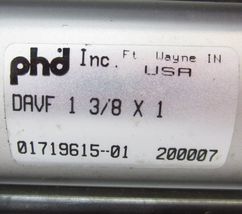 phd Inc. Ft Wayne IN
USA
DAVF 1 3/8 X 1
01719615-01 200007